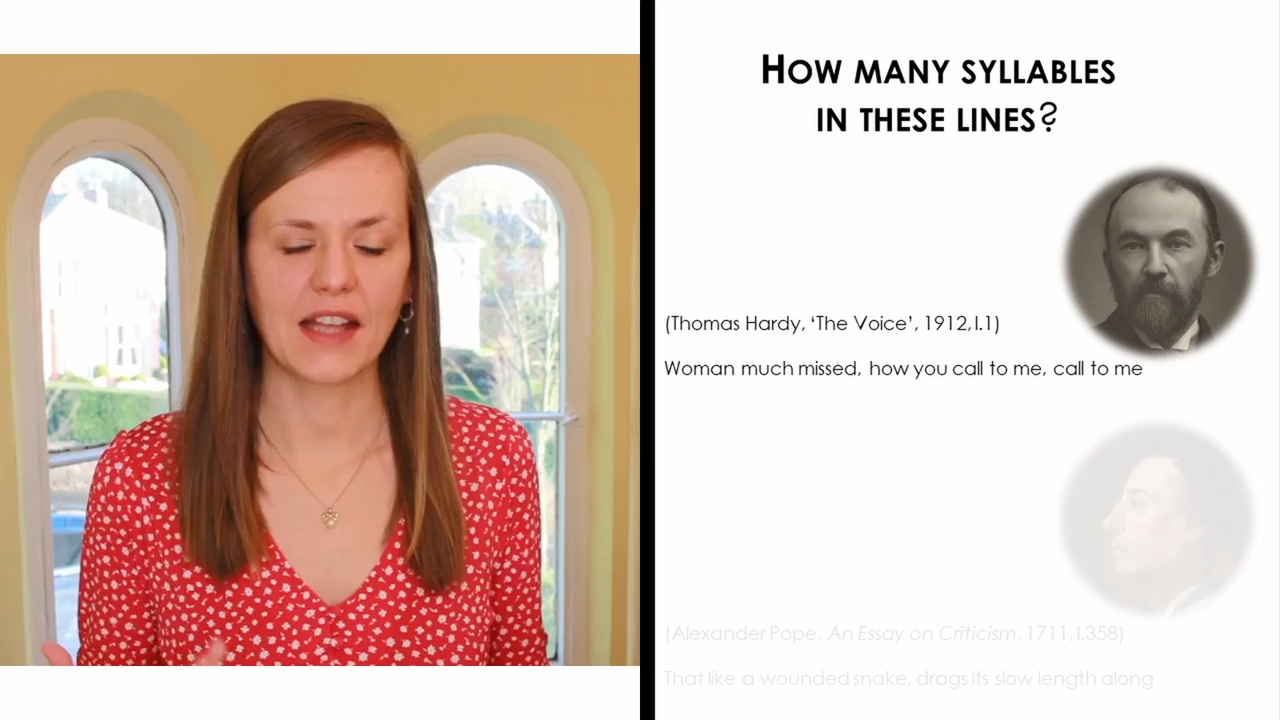 HOW MANY SYLLABLES
IN THESE LINES?
(Thomas Hardy, ‘The Voice’, 1912, l.1)
Woman much missed, how you call to me, call to me
(Alexander Pope. An Essay on Criticism. 1711, l.358)
That like a wounded snake, drags its slow length along